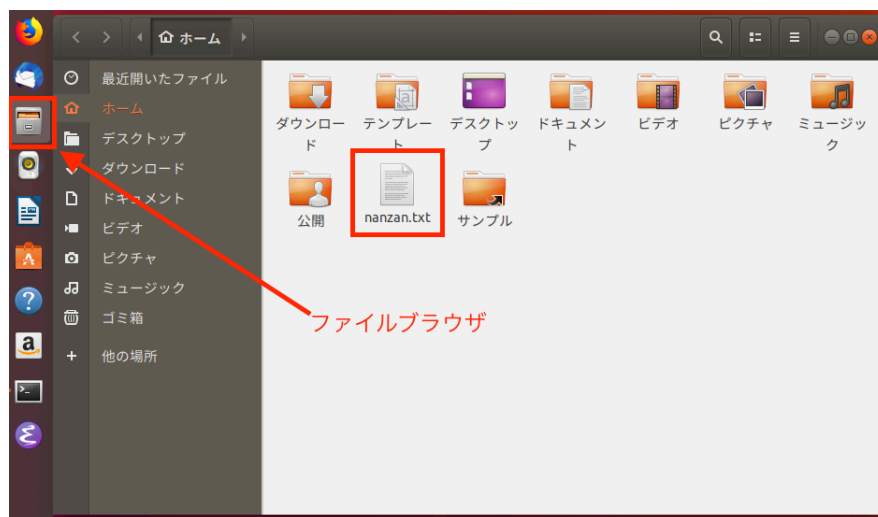 ホーム
最近開いたファイル
ホーム
デスクトップ
ダウンロード
ドキュメント
ビデオ
ピクチャ
ミュージック
ゴミ箱
他の場所
ダウンロー
ド
テンプレー
ト
デスクトッ
プ
ドキュメン
ト
ビデオ
ピクチャ
ミュージッ
ク
公開
nanzan.txt
サンプル
ファイルブラウザ